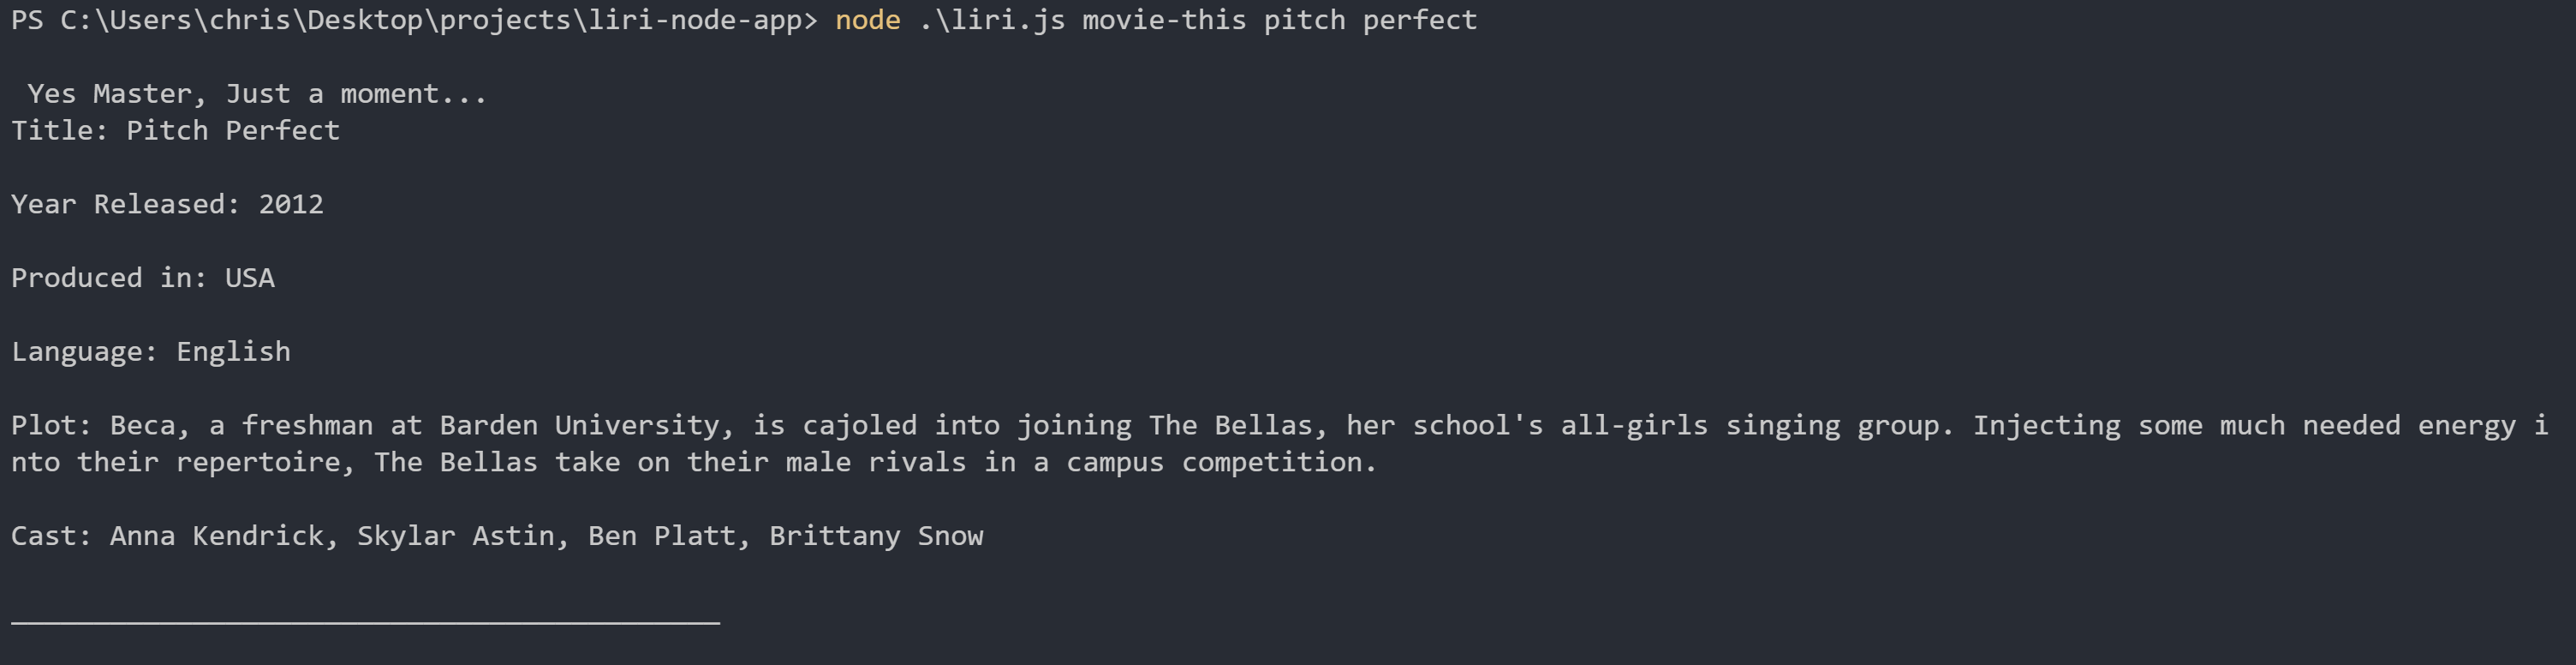 PS C:\Users\chris\Desktop\projects\liri-node-app> node .\liri.js movie-this pitch perfect
Yes Master, Just a moment...
Title: Pitch Perfect
Year Released: 2012
Produced in: USA
Language: English
Plot: Beca, a freshman at Barden University, is cajoled into joining The Bellas, her school's all-girls singing group. Injecting some much needed energy i
nto their repertoire, The Bellas take on their male rivals in a campus competition.
Cast: Anna Kendrick, Skylar Astin, Ben Platt, Brittany Snow
___________________________________________